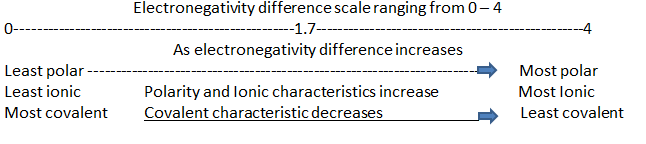 Electronegativity difference scale ranging from 0 – 4
0-------------------------------------------------1.7-----------------------------------------------4
As electronegativity difference increases
Least polar -------------------------------------------------------------------- Most polar
Least ionic Polarity and Ionic characteristics increase Most Ionic
Most covalent Covalent characteristic decreases Least covalent